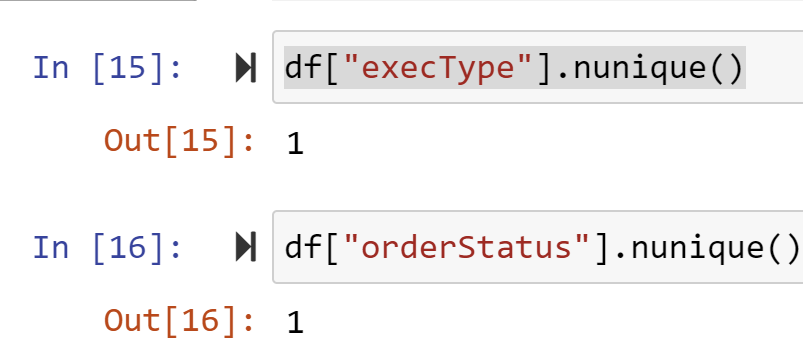 In [15]: df["execType"].nunique()
Out[15]: 1
In [16]: df["orderStatus"].nunique()
Out[16]: 1